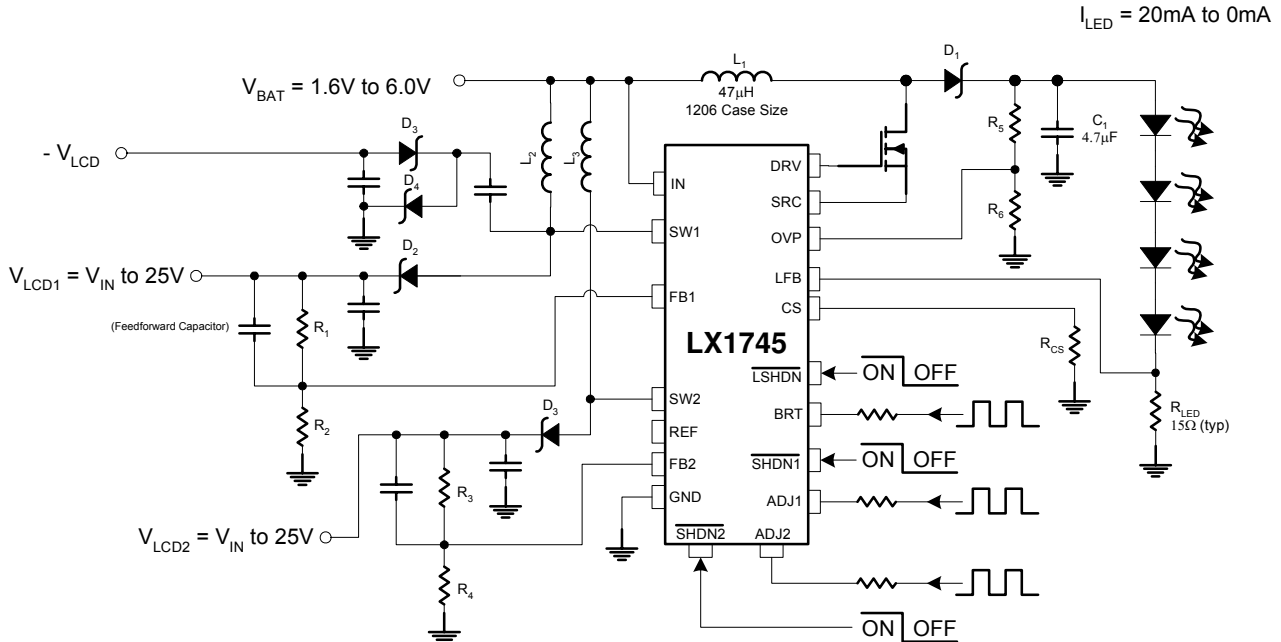 I_LED = 20mA to 0mA
V_BAT = 1.6V to 6.0V
L_1
47µH
1206 Case Size
D_1
R_5
C_1
4.7µF
- V_LCD
D_3
D_4
L_2
L_3
DRV
IN
SRC
R_6
SW1
OVP
D_2
V_LCD1 = V_IN to 25V
LFB
FB1
CS
(Feedforward Capacitor)
R_1
LX1745
R_CS
LSHDN
ON OFF
R_2
SW2
BRT
R_LED
15Ω (typ)
D_3
REF
FB2
SHDN1
ON OFF
R_3
GND
ADJ1
V_LCD2 = V_IN to 25V
SHDN2
ADJ2
R_4
ON OFF